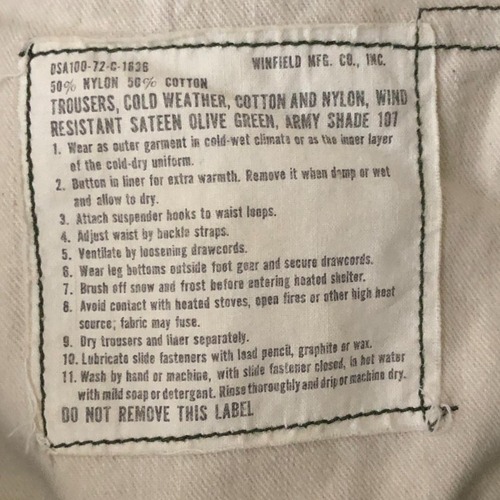 DSA100-72-C-1636 WINFIELD MFG. CO., INC.
50% NYLON 50% COTTON
TROUSERS, COLD WEATHER, COTTON AND NYLON, WIND
RESISTANT SATEEN OLIVE GREEN, ARMY SHADE 107
1. Wear as outer garment in cold-wet climate or as the inner layer
of the cold-dry uniform.
2. Button in liner for extra warmth. Remove it when damp or wet
and allow to dry.
3. Attach suspender hooks to waist loops.
4. Adjust waist by buckle straps.
5. Ventilate by loosening drawcords.
6. Wear leg bottoms outside foot gear and secure drawcords.
7. Brush off snow and frost before entering heated shelter.
8. Avoid contact with heated stoves, open fires or other high heat
source; fabric may fuse.
9. Dry trousers and liner separately.
10. Lubricate slide fasteners with lead pencil, graphite or wax.
11. Wash by hand or machine, with slide fastener closed, in hot water
with mild soap or detergent. Rinse thoroughly and drip or machine dry.
DO NOT REMOVE THIS LABEL